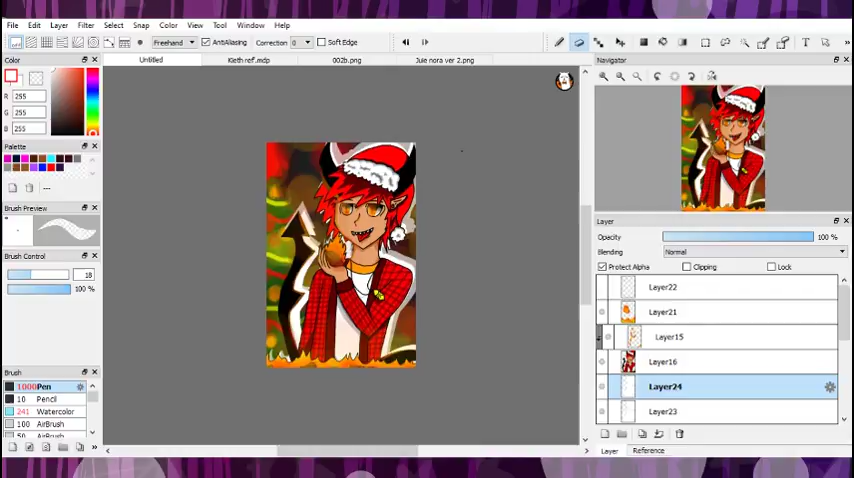 File Edit Layer Filter Select Snap Color View Tool Window Help
Freehand AntiAliasing Correction 0 Soft Edge
Color
Untitled Kieth ref.mdp 002b.png Juie nora ver 2.png
Navigator
R 255
G 255
B 255
Palette
---
Brush Preview
Layer
Opacity 100 %
Blending Normal
Brush Control
Protect Alpha Clipping Lock
18
100 %
Layer22
Layer21
Layer15
Layer16
Layer24
Layer23
Brush
1000 Pen
10 Pencil
241 Watercolor
100 AirBrush
50 AirBrush
Layer Reference